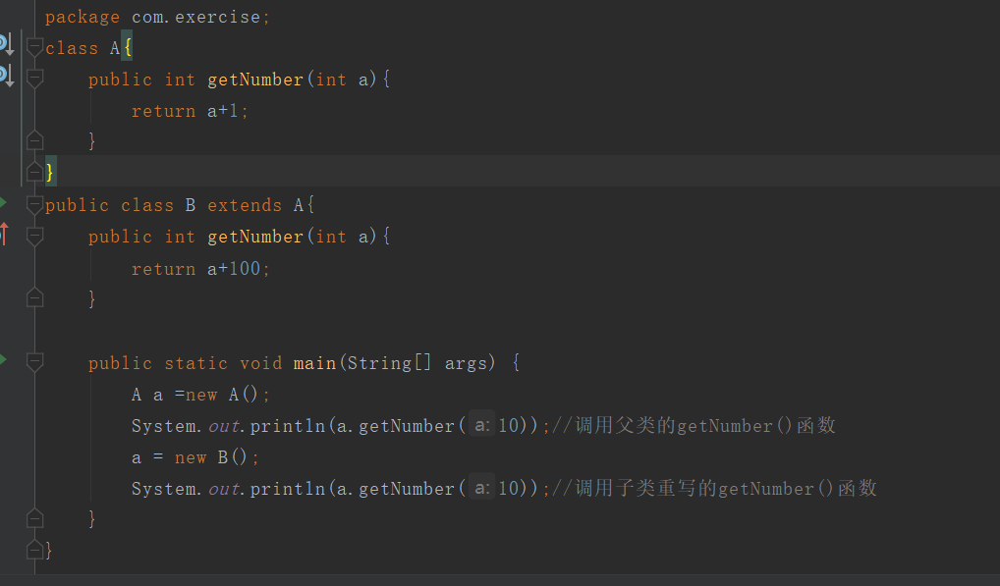 package com.exercise;
class A{
    public int getNumber(int a){
        return a+1;
    }
}
public class B extends A{
    public int getNumber(int a){
        return a+100;
    }
    public static void main(String[] args) {
        A a =new A();
        System.out.println(a.getNumber( a: 10));//调用父类的getNumber()函数
        a = new B();
        System.out.println(a.getNumber( a: 10));//调用子类重写的getNumber()函数
    }
}